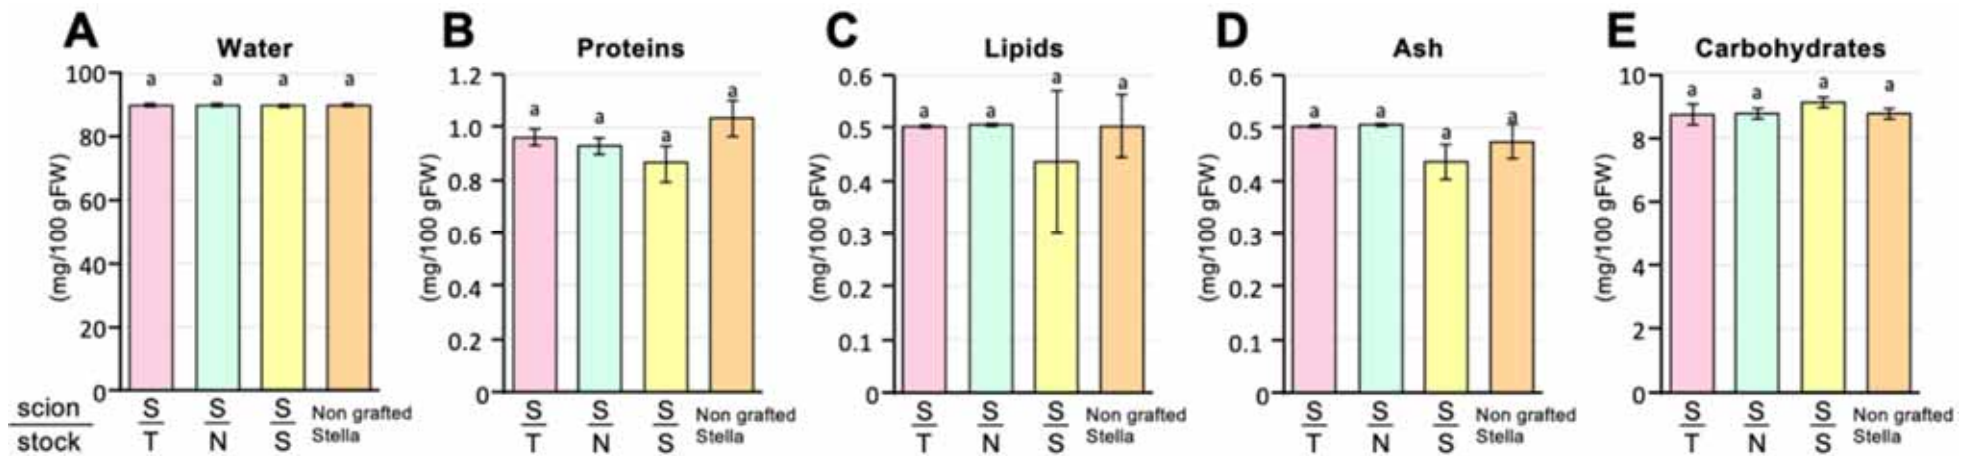 A Water
B Proteins
C Lipids
D Ash
E Carbohydrates
(mg/100 gFW)
100
80
60
40
20
0
a a a a
(mg/100 gFW)
1.2
1.0
0.8
0.6
0.4
0.2
0
a a a a
(mg/100 gFW)
0.6
0.5
0.4
0.3
0.2
0.1
0
a a a a
(mg/100 gFW)
0.6
0.5
0.4
0.3
0.2
0.1
0
a a a a
(mg/100 gFW)
10
8
6
4
2
0
a a a a
scion S S S Non grafted S S S Non grafted S S S Non grafted S S S Non grafted S S S Non grafted
stock T N S Stella T N S Stella T N S Stella T N S Stella T N S Stella